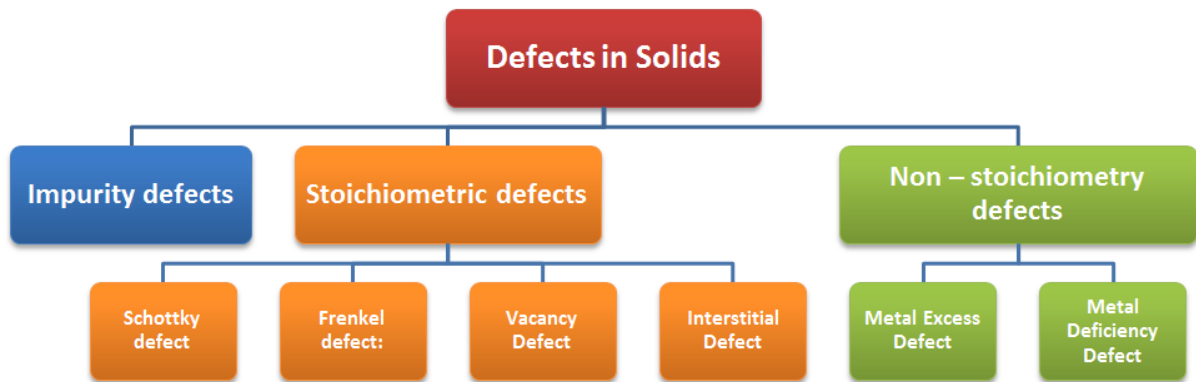 Defects in Solids
Impurity defects
Stoichiometric defects
Non – stoichiometry
defects
Schottky
defect
Frenkel
defect:
Vacancy
Defect
Interstitial
Defect
Metal Excess
Defect
Metal
Deficiency
Defect